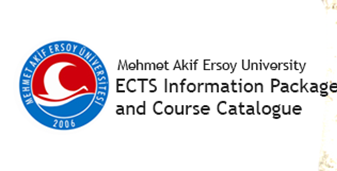 MEHMET AKİF ERSOY ÜNİVERSİTESİ
2006
Mehmet Akif Ersoy University
ECTS Information Package
and Course Catalogue